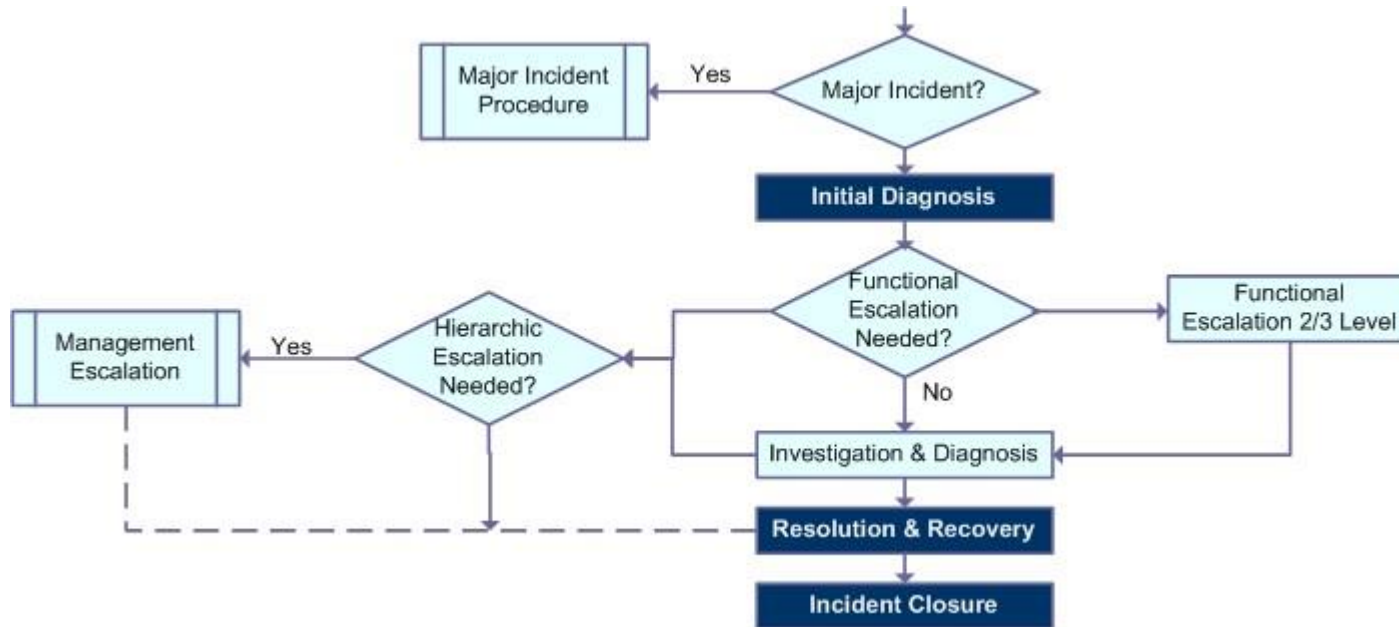 Major Incident
Procedure
Yes
Major Incident?
Initial Diagnosis
Functional
Escalation
Needed?
Functional
Escalation 2/3 Level
Hierarchic
Escalation
Needed?
Yes
Management
Escalation
No
Investigation & Diagnosis
Resolution & Recovery
Incident Closure